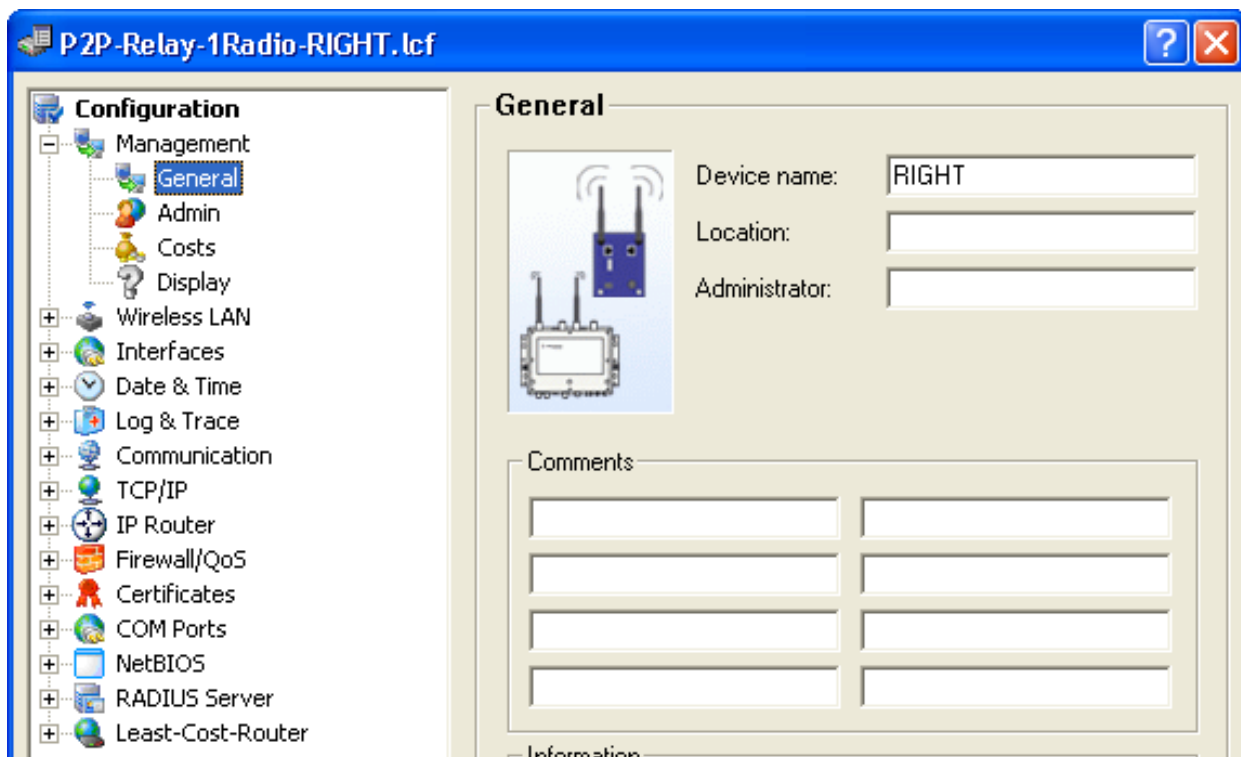 P2P-Relay-1Radio-RIGHT.lcf
Configuration
Management
General
Admin
Costs
Display
Wireless LAN
Interfaces
Date & Time
Log & Trace
Communication
TCP/IP
IP Router
Firewall/QoS
Certificates
COM Ports
NetBIOS
RADIUS Server
Least-Cost-Router
General
Device name: RIGHT
Location:
Administrator:
Comments
Information